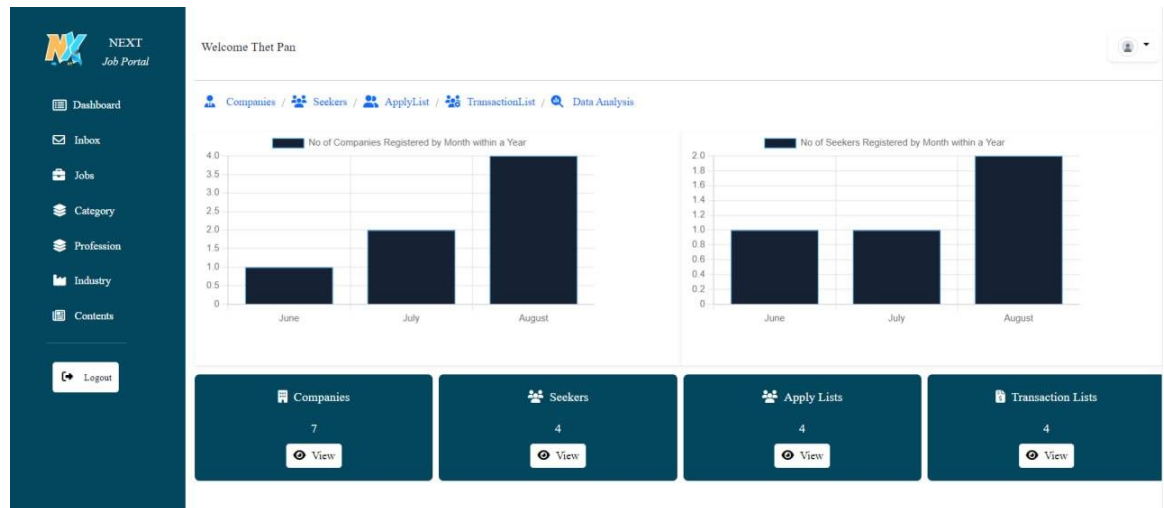 NEXT
Job Portal
Dashboard
Inbox
Jobs
Category
Profession
Industry
Contents
Logout
Welcome Thet Pan
Companies / Seekers / ApplyList / TransactionList / Data Analysis
No of Companies Registered by Month within a Year
4.0
3.5
3.0
2.5
2.0
1.5
1.0
0.5
0
June July August
No of Seekers Registered by Month within a Year
2.0
1.8
1.6
1.4
1.2
1.0
0.8
0.6
0.4
0.2
0
June July August
Companies
7
View
Seekers
4
View
Apply Lists
4
View
Transaction Lists
4
View